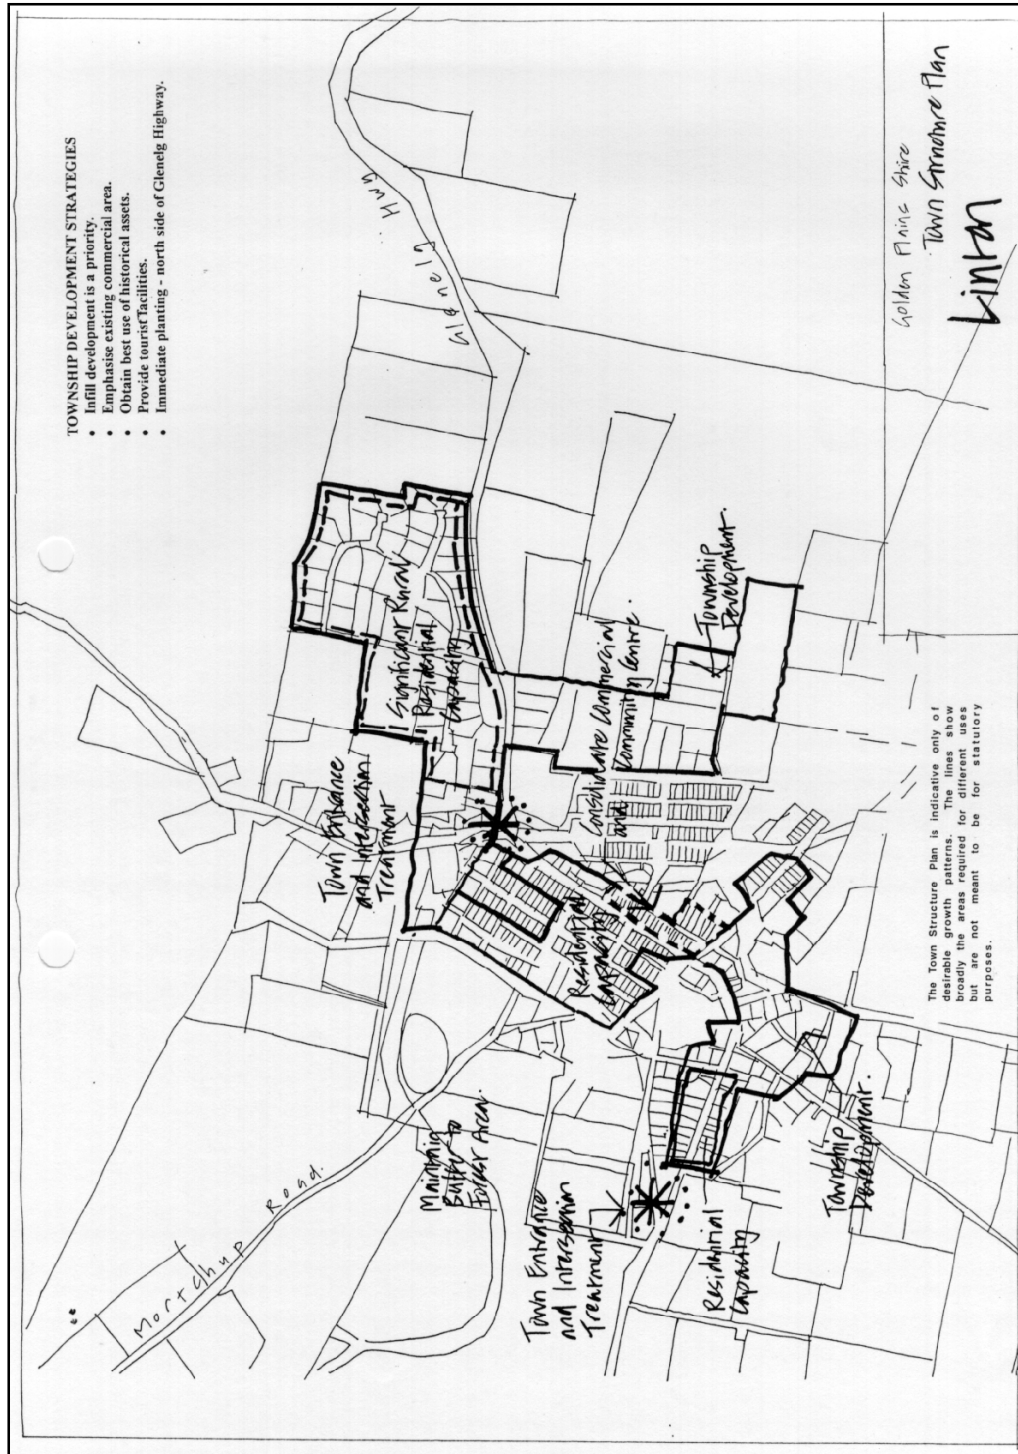 TOWNSHIP DEVELOPMENT STRATEGIES
• Infill development is a priority.
• Emphasise existing commercial area.
• Obtain best use of historical assets.
• Provide tourist Facilities.
• Immediate planting - north side of Glenelg Highway.
Glenelg Hwy
Significant Rural
Residential
Capacity
Town Entrance
and Intersection
Treatment
Consolidate Commercial
and Community Centre.
Township
Development.
Residential
Capacity
Mortchup Road.
Maintain
Buffer to
Forest Area.
Town Entrance
and Intersection
Treatment
Residential
Capacity
Township
Development.
The Town Structure Plan is indicative only of
desirable growth patterns. The lines show
broadly the areas required for different uses
but are not meant to be for statutory
purposes.
Golden Plains Shire
Town Structure Plan
Linton